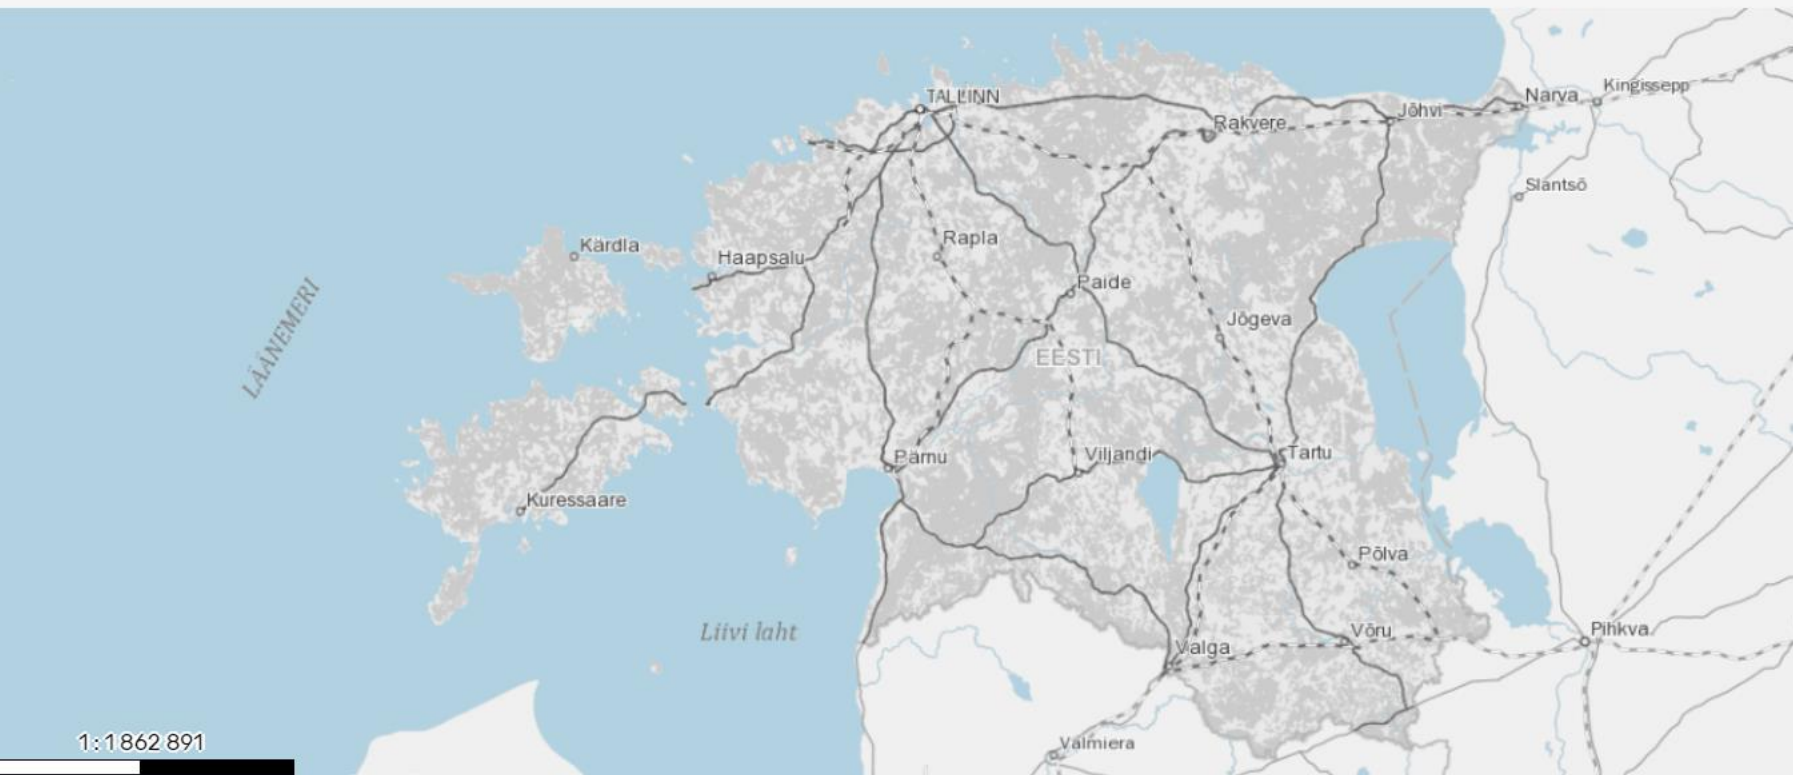 TALLINN
Narva
Kingissepp
Jõhvi
Rakvere
Slantsõ
Kärdla
Rapla
Haapsalu
Paide
LÄÄNEMERI
Jõgeva
EESTI
Pärnu
Viljandi
Tartu
Kuressaare
Põlva
Liivi laht
Võru
Pihkva
Valga
1:1 862 891
Valmiera